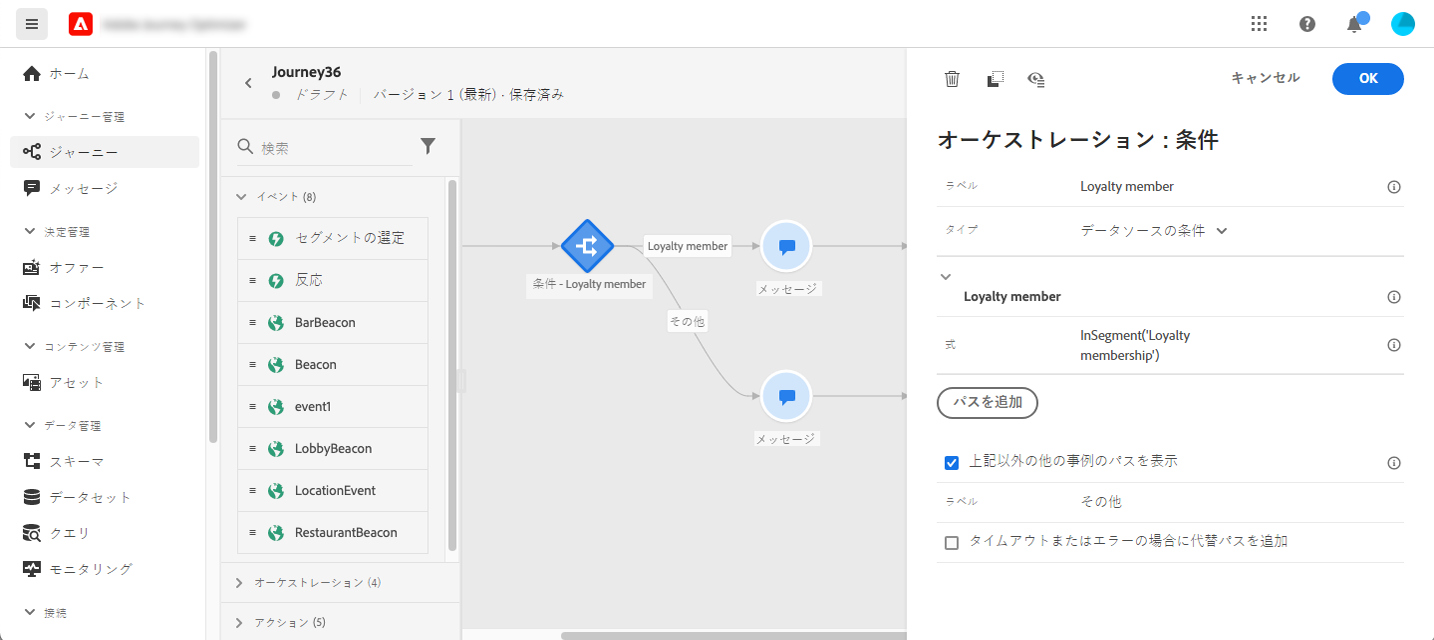 ホーム
ジャーニー管理
ジャーニー
メッセージ
決定管理
オファー
コンポーネント
コンテンツ管理
アセット
データ管理
スキーマ
データセット
クエリ
モニタリング
接続
Journey36
ドラフト
バージョン 1 (最新) · 保存済み
検索
イベント (8)
セグメントの選定
反応
BarBeacon
Beacon
event1
LobbyBeacon
LocationEvent
RestaurantBeacon
オーケストレーション (4)
アクション (5)
条件 - Loyalty member
Loyalty member
その他
メッセージ
メッセージ
キャンセル
OK
オーケストレーション : 条件
ラベル
Loyalty member
タイプ
データソースの条件
Loyalty member
式
InSegment('Loyalty
membership')
パスを追加
上記以外の他の事例のパスを表示
ラベル
その他
タイムアウトまたはエラーの場合に代替パスを追加